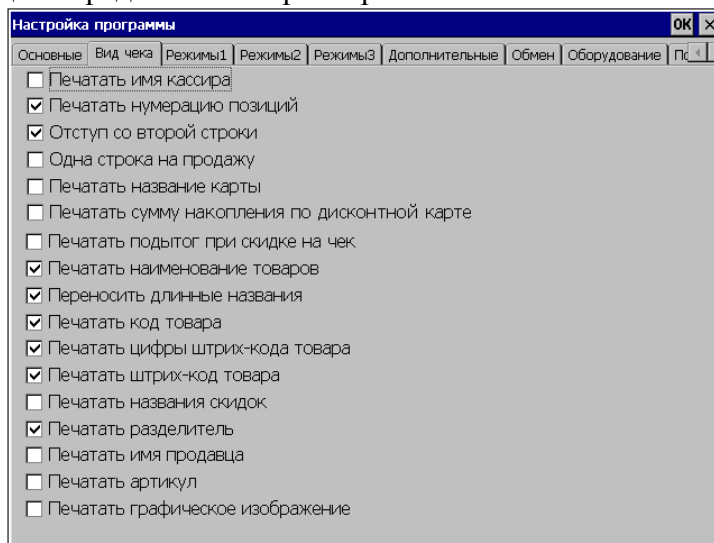 Настройка программы OK ×
Основные Вид чека Режимы1 Режимы2 Режимы3 Дополнительные Обмен Оборудование
Печатать имя кассира
Печатать нумерацию позиций
Отступ со второй строки
Одна строка на продажу
Печатать название карты
Печатать сумму накопления по дисконтной карте
Печатать подытог при скидке на чек
Печатать наименование товаров
Переносить длинные названия
Печатать код товара
Печатать цифры штрих-кода товара
Печатать штрих-код товара
Печатать названия скидок
Печатать разделитель
Печатать имя продавца
Печатать артикул
Печатать графическое изображение